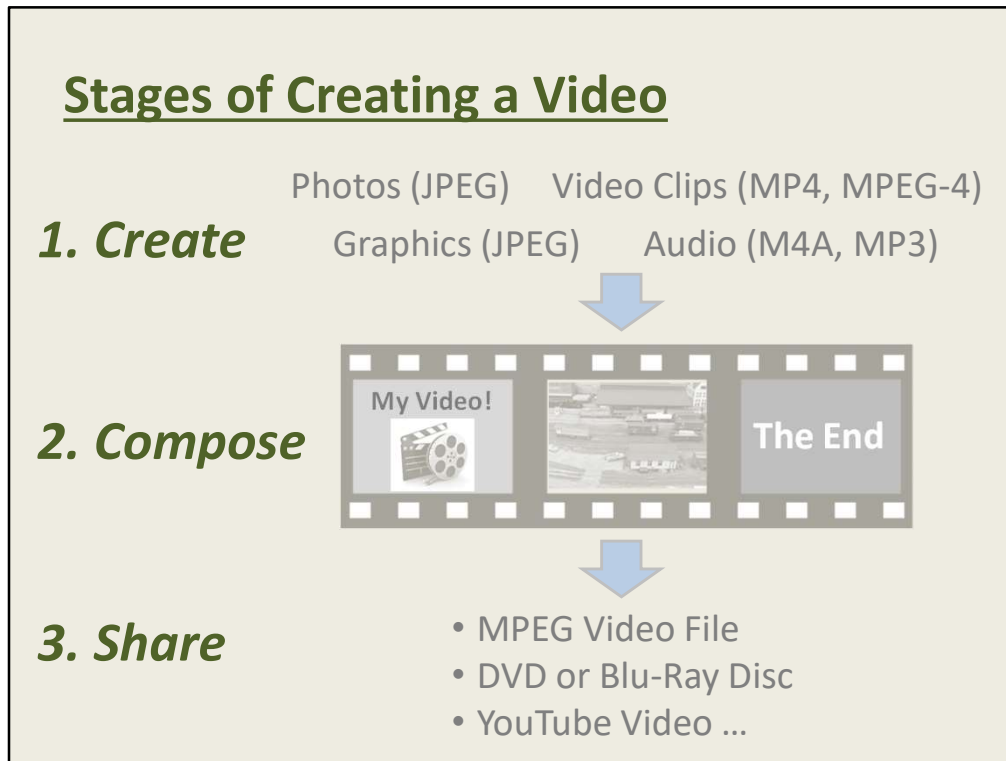 Stages of Creating a Video
Photos (JPEG) Video Clips (MP4, MPEG-4)
1. Create
Graphics (JPEG) Audio (M4A, MP3)
My Video!
The End
2. Compose
3. Share
• MPEG Video File
• DVD or Blu-Ray Disc
• YouTube Video ...